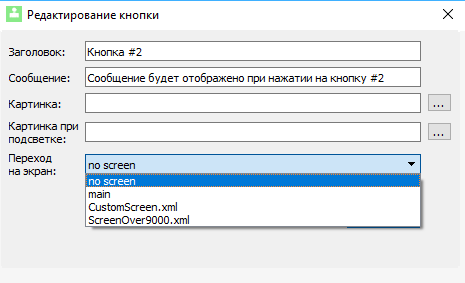 Редактирование кнопки
Заголовок: Кнопка #2
Сообщение: Сообщение будет отображено при нажатии на кнопку #2
Картинка: ...
Картинка при
подсветке: ...
Переход
на экран: no screen
no screen
main
CustomScreen.xml
ScreenOver9000.xml